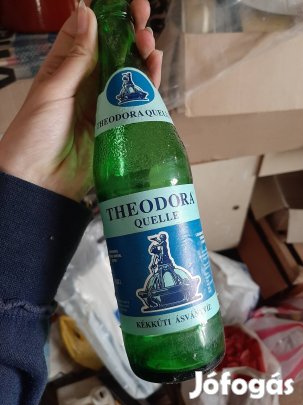 THEODORA QUELLE
THEODORA
QUELLE
KÉKKÚTI ÁSVÁNYVÍZ
Jófogás